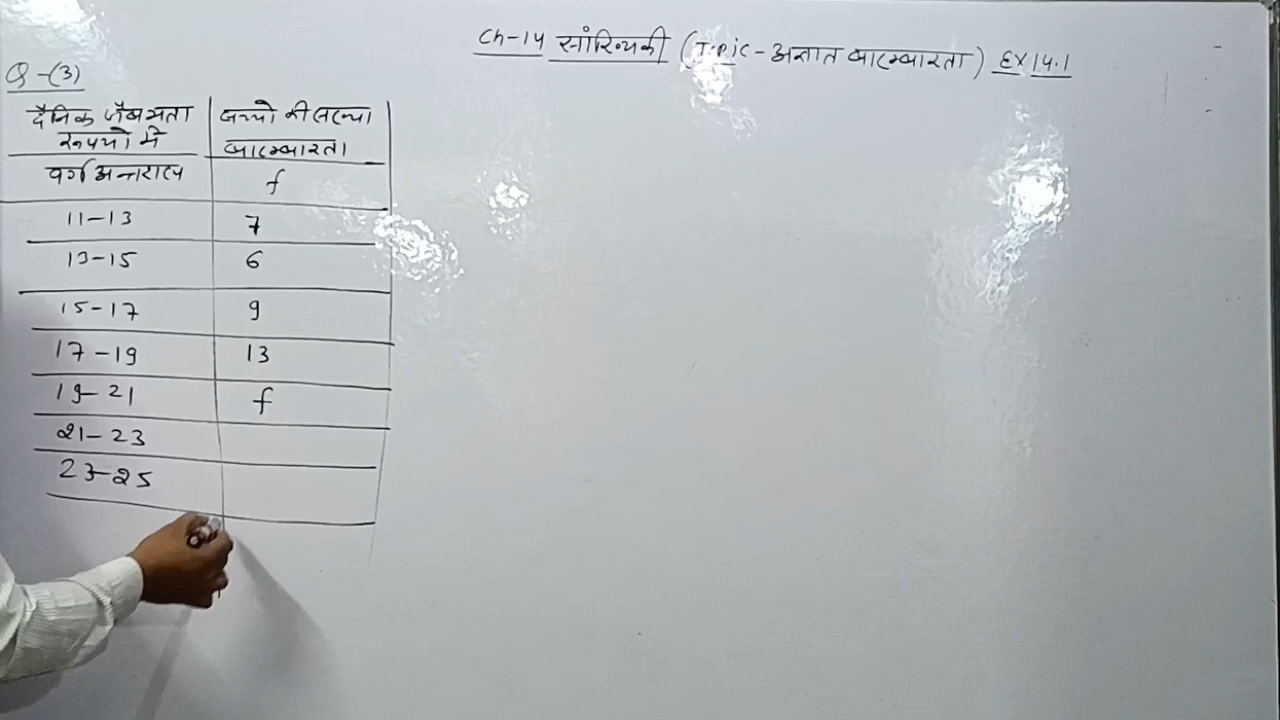 Ch-14 सांख्यिकी (Topic-अज्ञात बारम्बारता) EX 14.1
Q-(3)
दैनिक जेब भत्ता रुपयो मे
बच्चो की संख्या बारम्बारता
वर्ग अन्तराल f
11-13 7
13-15 6
15-17 9
17-19 13
19-21 f
21-23
23-25